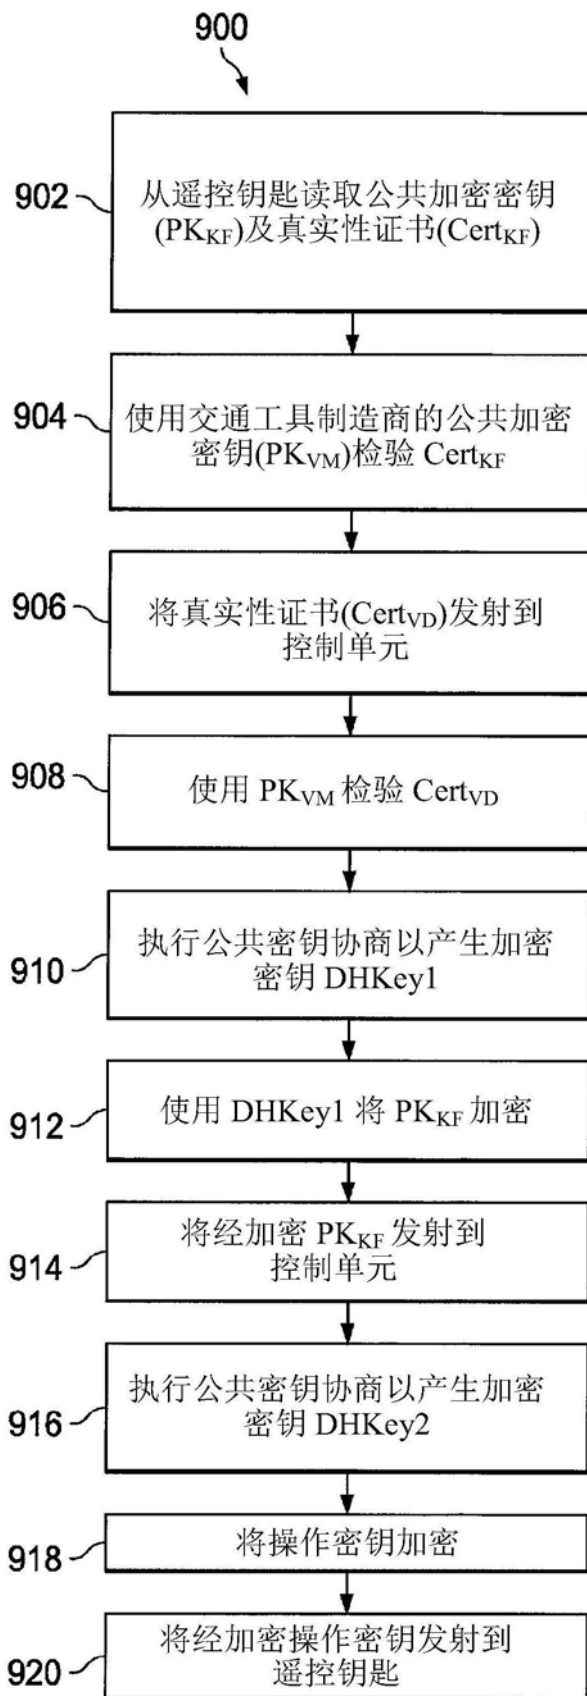 900
902
从遥控钥匙读取公共加密密钥
(PKKF)及真实性证书(CertKF)
904
使用交通工具制造商的公共加密
密钥(PKVM)检验 CertKF
906
将真实性证书(CertVD)发射到
控制单元
908
使用 PKVM 检验 CertVD
910
执行公共密钥协商以产生加密
密钥 DHKey1
912
使用 DHKey1 将 PKKF 加密
914
将经加密 PKKF 发射到
控制单元
916
执行公共密钥协商以产生加密
密钥 DHKey2
918
将操作密钥加密
920
将经加密操作密钥发射到
遥控钥匙